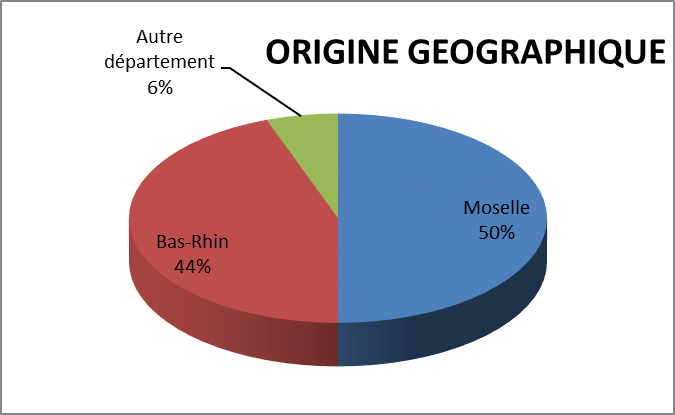 ORIGINE GEOGRAPHIQUE
Autre
département
6%
Moselle
50%
Bas-Rhin
44%